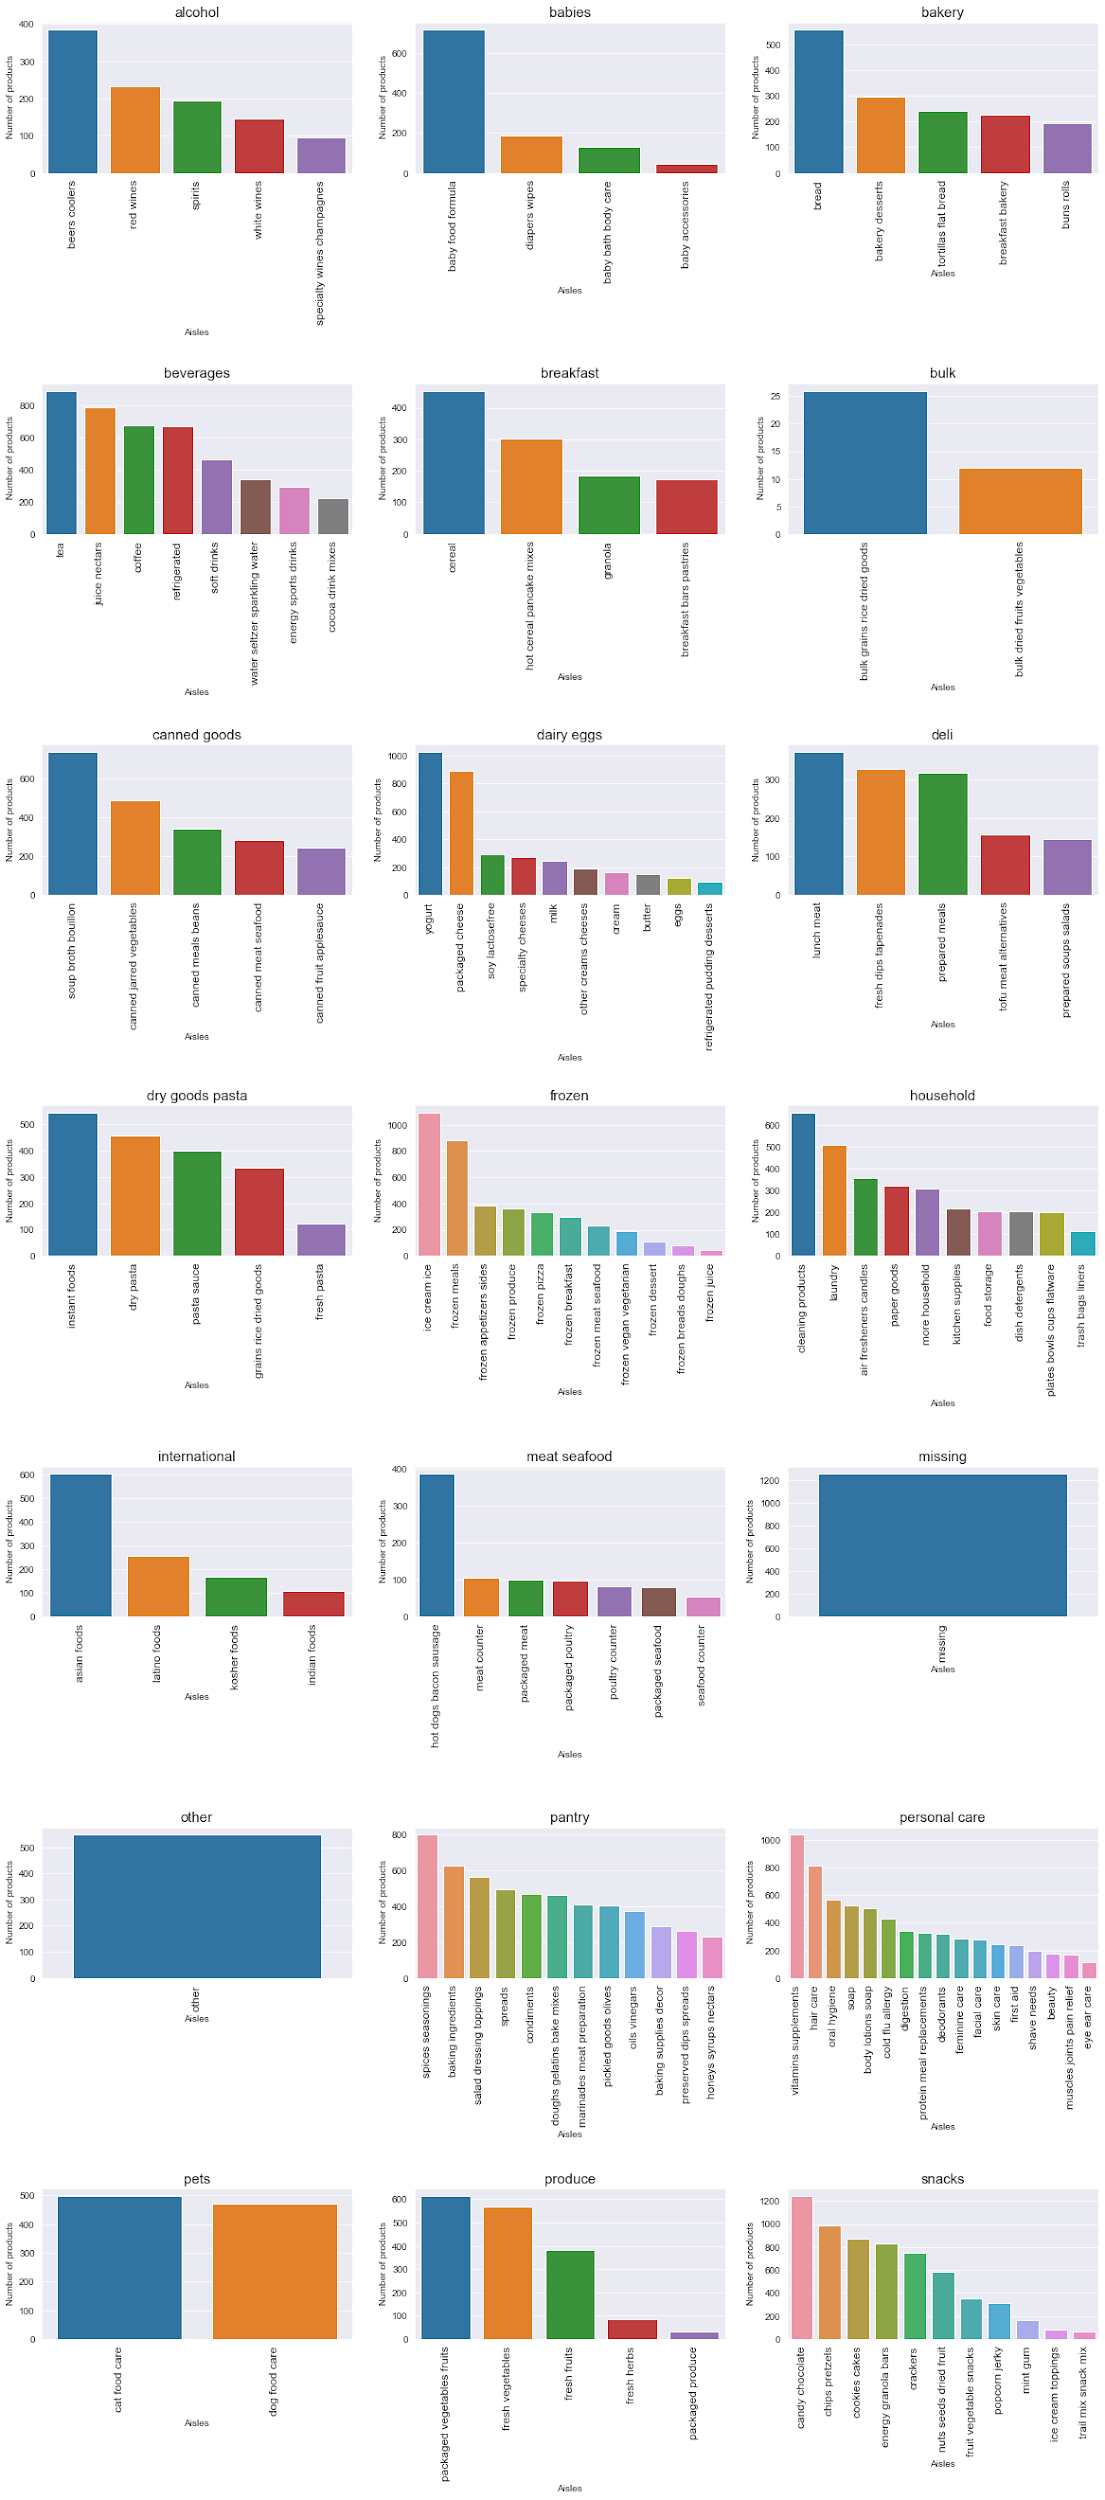 alcohol
Number of products
400
300
200
100
0
beers coolers
red wines
spirits
white wines
specialty wines champagnes
Aisles
babies
Number of products
600
400
200
0
baby food formula
diapers wipes
baby bath body care
baby accessories
Aisles
bakery
Number of products
500
400
300
200
100
0
bread
bakery desserts
tortillas flat bread
breakfast bakery
buns rolls
Aisles
beverages
Number of products
800
600
400
200
0
tea
juice nectars
coffee
refrigerated
soft drinks
water seltzer sparkling water
energy sports drinks
cocoa drink mixes
Aisles
breakfast
Number of products
400
300
200
100
0
cereal
hot cereal pancake mixes
granola
breakfast bars pastries
Aisles
bulk
Number of products
25
20
15
10
5
0
bulk grains rice dried goods
bulk dried fruits vegetables
Aisles
canned goods
Number of products
600
400
200
0
soup broth bouillon
canned jarred vegetables
canned meals beans
canned meat seafood
canned fruit applesauce
Aisles
dairy eggs
Number of products
1000
800
600
400
200
0
yogurt
packaged cheese
soy lactosefree
specialty cheeses
milk
other creams cheeses
cream
butter
eggs
refrigerated pudding desserts
Aisles
deli
Number of products
300
200
100
0
lunch meat
fresh dips tapenades
prepared meals
tofu meat alternatives
prepared soups salads
Aisles
dry goods pasta
Number of products
500
400
300
200
100
0
instant foods
dry pasta
pasta sauce
grains rice dried goods
fresh pasta
Aisles
frozen
Number of products
1000
800
600
400
200
0
ice cream ice
frozen meals
frozen appetizers sides
frozen produce
frozen pizza
frozen breakfast
frozen meat seafood
frozen vegan vegetarian
frozen dessert
frozen breads doughs
frozen juice
Aisles
household
Number of products
600
500
400
300
200
100
0
cleaning products
laundry
air fresheners candles
paper goods
more household
kitchen supplies
food storage
dish detergents
plates bowls cups flatware
trash bags liners
Aisles
international
Number of products
600
500
400
300
200
100
0
asian foods
latino foods
kosher foods
indian foods
Aisles
meat seafood
Number of products
400
300
200
100
0
hot dogs bacon sausage
meat counter
packaged meat
packaged poultry
poultry counter
packaged seafood
seafood counter
Aisles
missing
Number of products
1200
1000
800
600
400
200
0
missing
Aisles
other
Number of products
500
400
300
200
100
0
other
Aisles
pantry
Number of products
800
600
400
200
0
spices seasonings
baking ingredients
salad dressing toppings
spreads
condiments
doughs gelatins bake mixes
marinades meat preparation
pickled goods olives
oils vinegars
baking supplies decor
preserved dips spreads
honeys syrups nectars
Aisles
personal care
Number of products
1000
800
600
400
200
0
vitamins supplements
hair care
oral hygiene
soap
body lotions soap
cold flu allergy
digestion
protein meal replacements
deodorants
feminine care
facial care
skin care
first aid
shave needs
beauty
muscles joints pain relief
eye ear care
Aisles
pets
Number of products
500
400
300
200
100
0
cat food care
dog food care
Aisles
produce
Number of products
600
500
400
300
200
100
0
packaged vegetables fruits
fresh vegetables
fresh fruits
fresh herbs
packaged produce
Aisles
snacks
Number of products
1200
1000
800
600
400
200
0
candy chocolate
chips pretzels
cookies cakes
energy granola bars
crackers
nuts seeds dried fruit
fruit vegetable snacks
popcorn jerky
mint gum
ice cream toppings
trail mix snack mix
Aisles